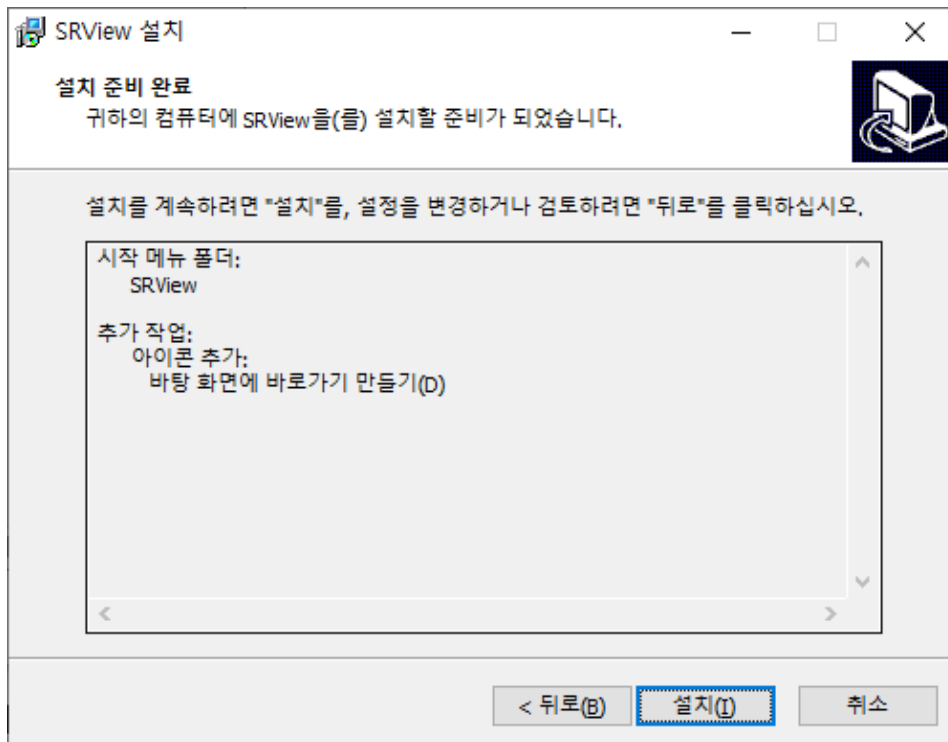 SRView 설치
설치 준비 완료
귀하의 컴퓨터에 SRView을(를) 설치할 준비가 되었습니다.
설치를 계속하려면 "설치"를, 설정을 변경하거나 검토하려면 "뒤로"를 클릭하십시오.
시작 메뉴 폴더:
SRView
추가 작업:
아이콘 추가:
바탕 화면에 바로가기 만들기(D)
< 뒤로(B) 설치(I) 취소